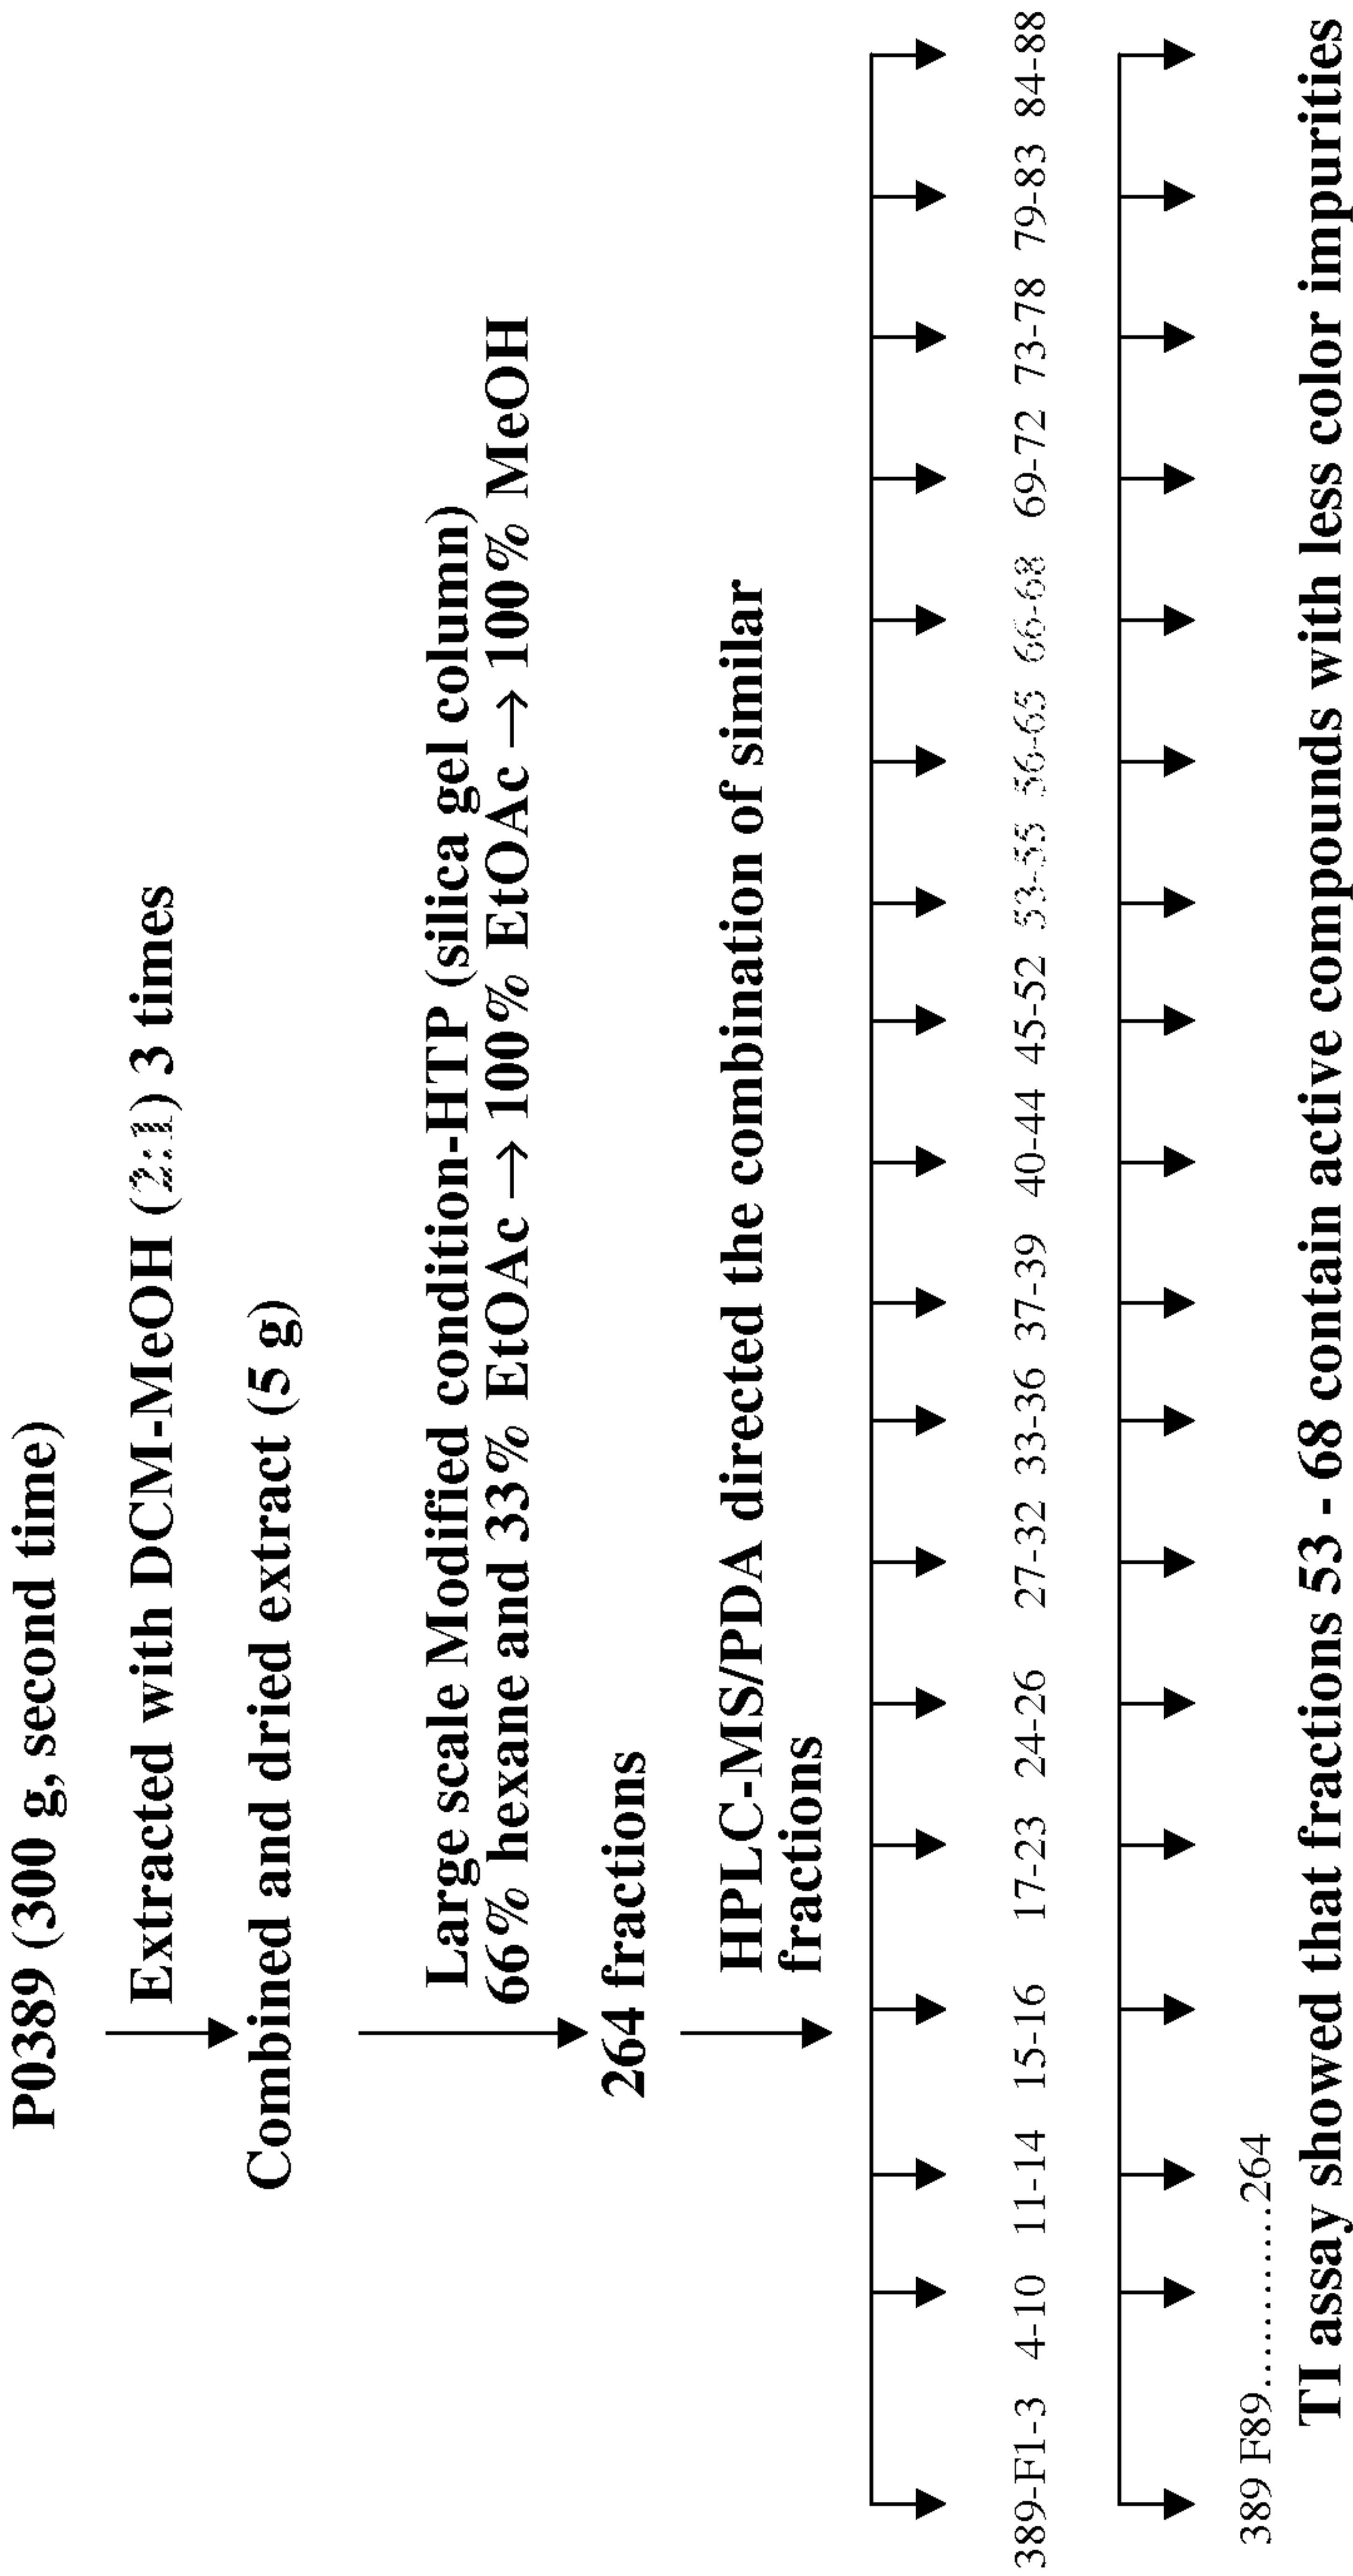 P0389 (300 g, second time)
Extracted with DCM-MeOH (2:1) 3 times
Combined and dried extract (5 g)
Large scale Modified condition-HTP (silica gel column)
66% hexane and 33% EtOAc → 100% EtOAc → 100% MeOH
264 fractions
HPLC-MS/PDA directed the combination of similar
fractions
389-F1-3 4-10 11-14 15-16 17-23 24-26 27-32 33-36 37-39 40-44 45-52 53-55 56-65 66-68 69-72 73-78 79-83 84-88
389 F89..............264
TI assay showed that fractions 53 - 68 contain active compounds with less color impurities